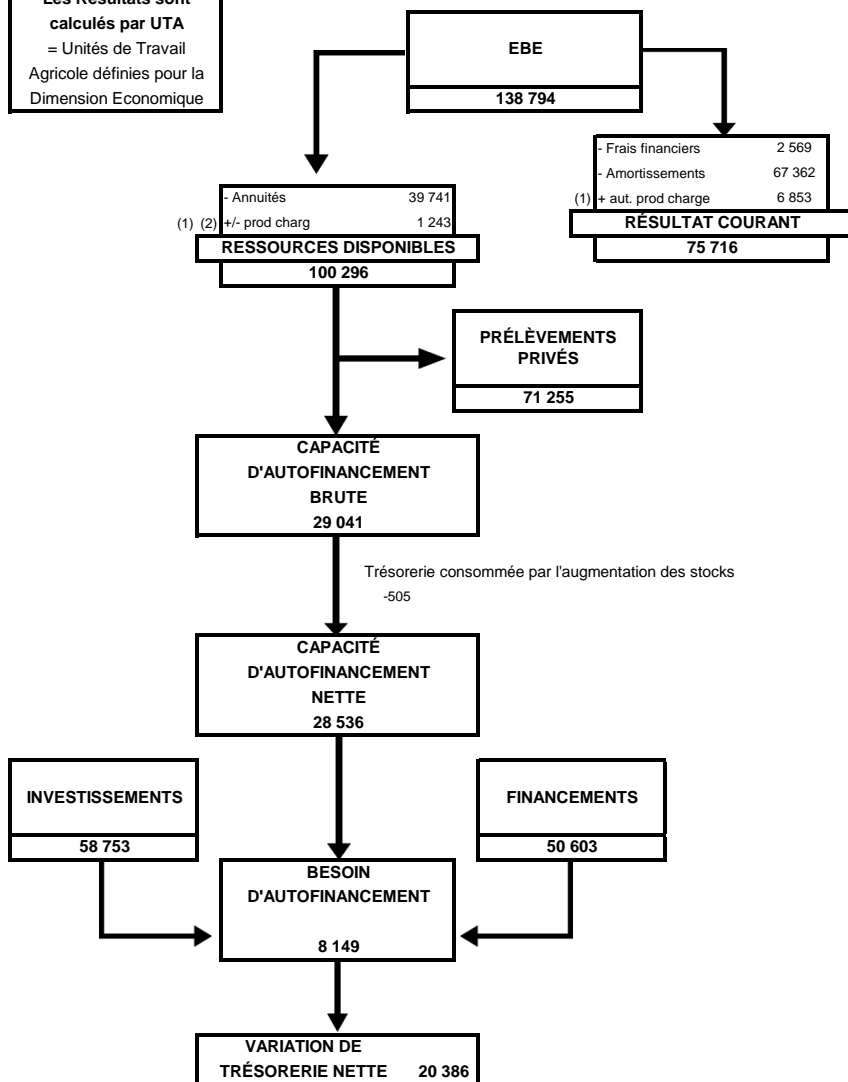 Les Résultats sont
calculés par UTA
= Unités de Travail
Agricole définies pour la
Dimension Economique
EBE
138 794
- Frais financiers 2 569
- Amortissements 67 362
(1) + aut. prod charge 6 853
RÉSULTAT COURANT
75 716
- Annuités 39 741
(1) (2) +/- prod charg 1 243
RESSOURCES DISPONIBLES
100 296
PRÉLÈVEMENTS
PRIVÉS
71 255
CAPACITÉ
D'AUTOFINANCEMENT
BRUTE
29 041
Trésorerie consommée par l'augmentation des stocks
-505
CAPACITÉ
D'AUTOFINANCEMENT
NETTE
28 536
INVESTISSEMENTS
58 753
FINANCEMENTS
50 603
BESOIN
D'AUTOFINANCEMENT
8 149
VARIATION DE
TRÉSORERIE NETTE 20 386